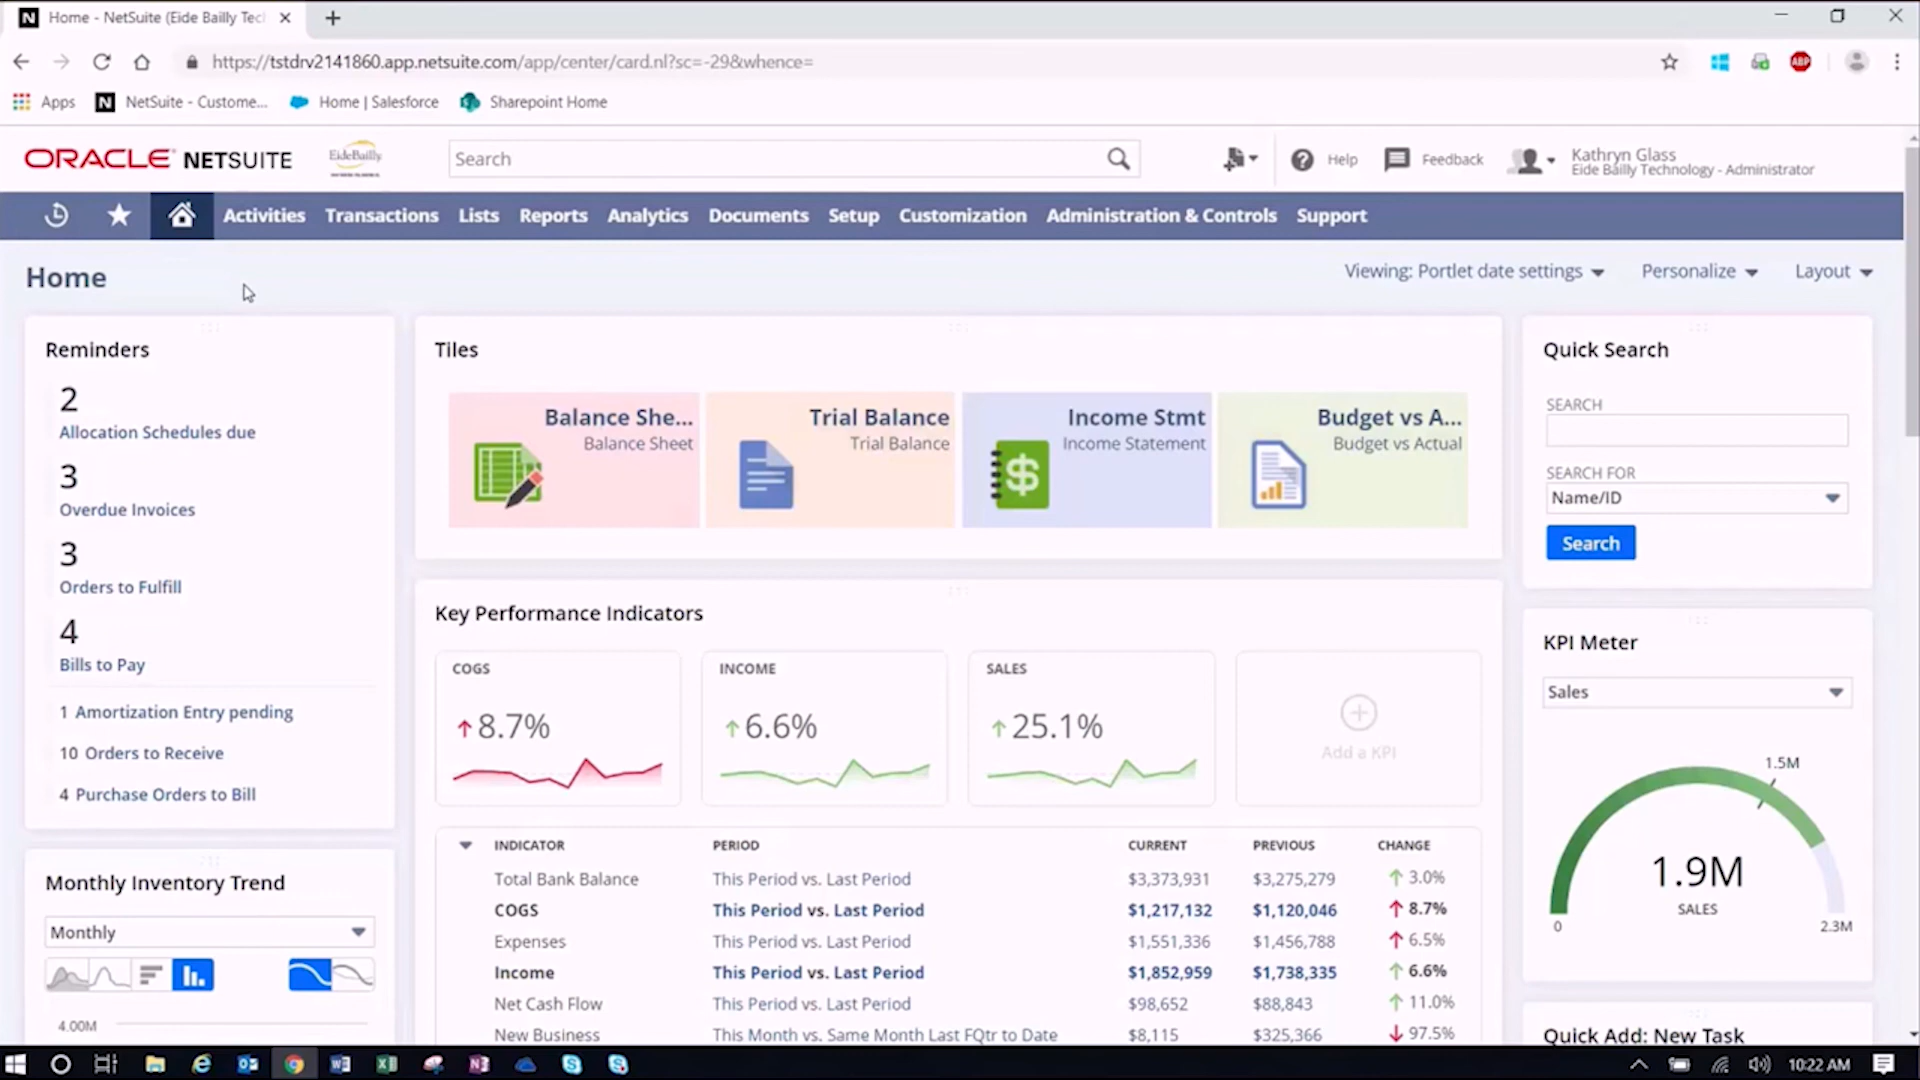 Home - NetSuite (Eide Bailly Tec
https://tstdrv2141860.app.netsuite.com/app/center/card.nl?sc=-29&whence=
ABP
Apps
N
NetSuite - Custome...
Home | Salesforce
Sharepoint Home
ORACLE NETSUITE
EideBailly
Search
Help
Feedback
Kathryn Glass
Eide Bailly Technology - Administrator
Activities
Transactions
Lists
Reports
Analytics
Documents
Setup
Customization
Administration & Controls
Support
Home
Viewing: Portlet date settings
Personalize
Layout
Reminders
2
Allocation Schedules due
3
Overdue Invoices
3
Orders to Fulfill
4
Bills to Pay
1 Amortization Entry pending
10 Orders to Receive
4 Purchase Orders to Bill
Monthly Inventory Trend
Monthly
4.00M
Tiles
Balance She...
Balance Sheet
Trial Balance
Trial Balance
Income Stmt
Income Statement
Budget vs A...
Budget vs Actual
Key Performance Indicators
COGS
8.7%
INCOME
6.6%
SALES
25.1%
Add a KPI
INDICATOR PERIOD CURRENT PREVIOUS CHANGE
Total Bank Balance This Period vs. Last Period $3,373,931 $3,275,279 3.0%
COGS This Period vs. Last Period $1,217,132 $1,120,046 8.7%
Expenses This Period vs. Last Period $1,551,336 $1,456,788 6.5%
Income This Period vs. Last Period $1,852,959 $1,738,335 6.6%
Net Cash Flow This Period vs. Last Period $98,652 $88,843 11.0%
New Business This Month vs. Same Month Last FQtr to Date $8,115 $325,366 97.5%
Quick Search
SEARCH
SEARCH FOR
Name/ID
Search
KPI Meter
Sales
1.5M
1.9M
SALES
0
2.3M
Quick Add: New Task
10:22 AM